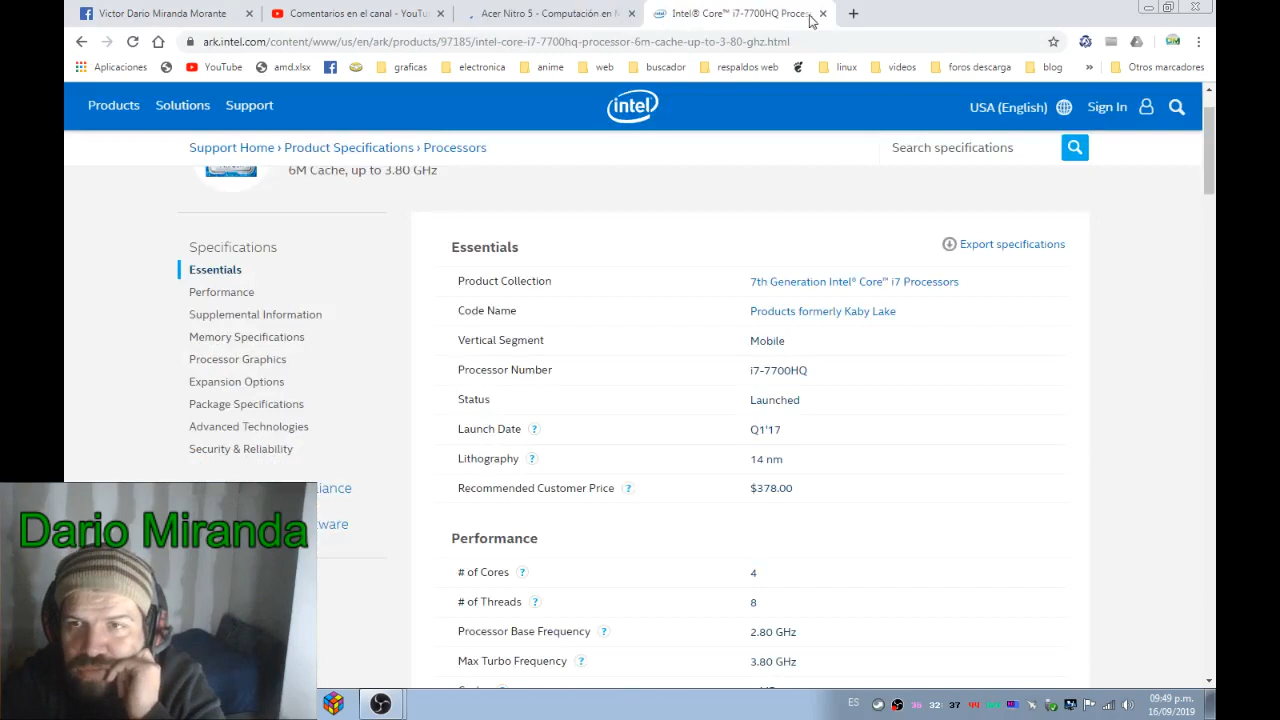 Victor Dario Miranda Morante
Comentarios en el canal - YouTu
Acer Nitro 5 - Computación en M
Intel® Core™ i7-7700HQ Proces
ark.intel.com/content/www/us/en/ark/products/97185/intel-core-i7-7700hq-processor-6m-cache-up-to-3-80-ghz.html
Aplicaciones YouTube amd.xlsx graficas electronica anime web buscador respaldos web linux videos foros descarga blog » Otros marcadores
Products Solutions Support intel USA (English) Sign In
Support Home › Product Specifications › Processors Search specifications
6M Cache, up to 3.80 GHz
Specifications
Essentials
Performance
Supplemental Information
Memory Specifications
Processor Graphics
Expansion Options
Package Specifications
Advanced Technologies
Security & Reliability
liance
tware
Essentials Export specifications
Product Collection 7th Generation Intel® Core™ i7 Processors
Code Name Products formerly Kaby Lake
Vertical Segment Mobile
Processor Number i7-7700HQ
Status Launched
Launch Date ? Q1'17
Lithography ? 14 nm
Recommended Customer Price ? $378.00
Performance
# of Cores ? 4
# of Threads ? 8
Processor Base Frequency ? 2.80 GHz
Max Turbo Frequency ? 3.80 GHz
Dario Miranda
ES 32: 37 09:49 p.m.
16/09/2019